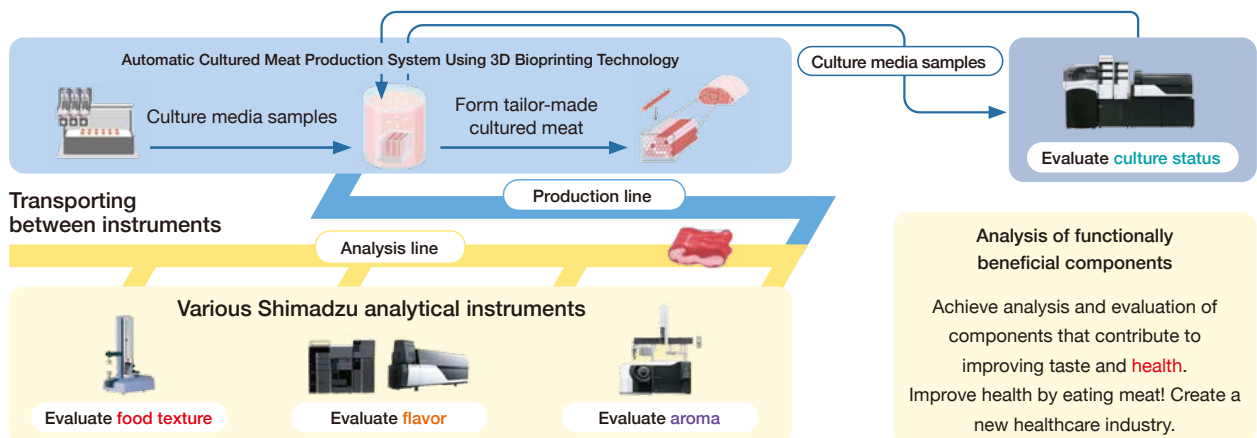 Automatic Cultured Meat Production System Using 3D Bioprinting Technology
Culture media samples
Form tailor-made
cultured meat
Culture media samples
Evaluate culture status
Transporting
between instruments
Production line
Analysis line
Various Shimadzu analytical instruments
Evaluate food texture
Evaluate flavor
Evaluate aroma
Analysis of functionally
beneficial components
Achieve analysis and evaluation of
components that contribute to
improving taste and health.
Improve health by eating meat! Create a
new healthcare industry.